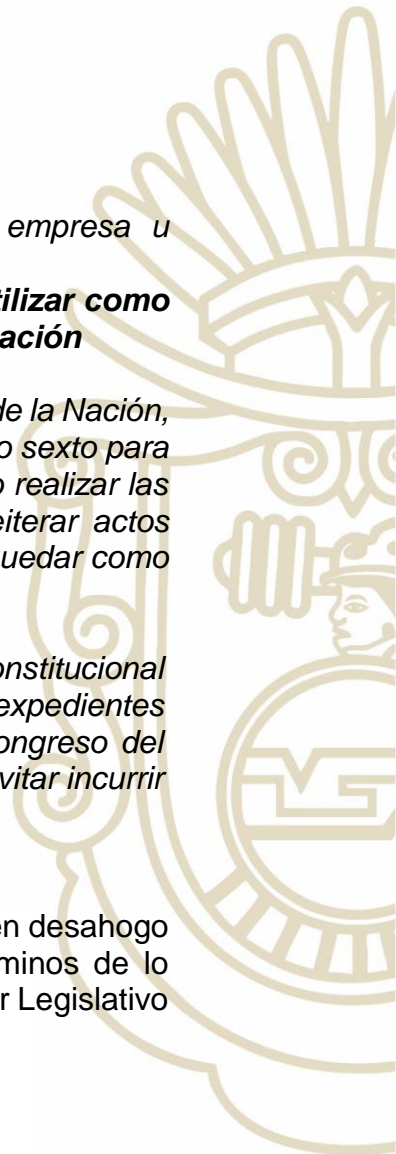 empresa u
tilizar como
ación
de la Nación,
o sexto para
o realizar las
eiterar actos
uedar como
onstitucional
expedientes
ongreso del
vitar incurrir
en desahogo
minos de lo
r Legislativo